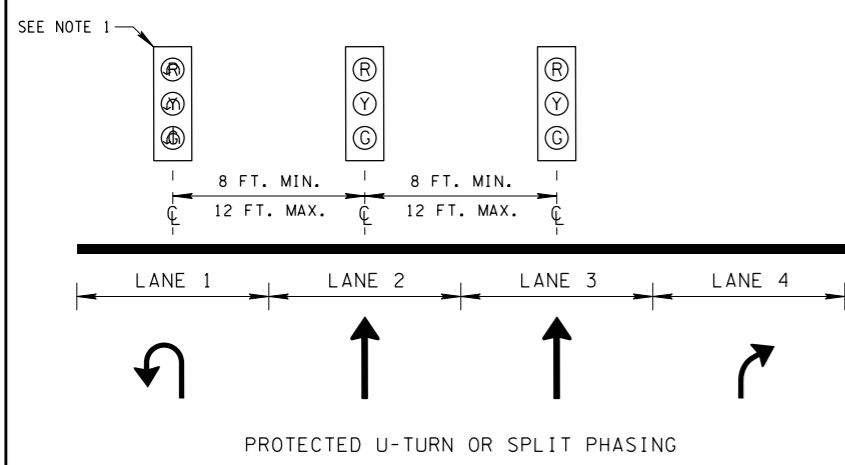 SEE NOTE 1
R R R
Y Y Y
G G G
8 FT. MIN. 8 FT. MIN.
℄ 12 FT. MAX. ℄ 12 FT. MAX. ℄
LANE 1 LANE 2 LANE 3 LANE 4
PROTECTED U-TURN OR SPLIT PHASING